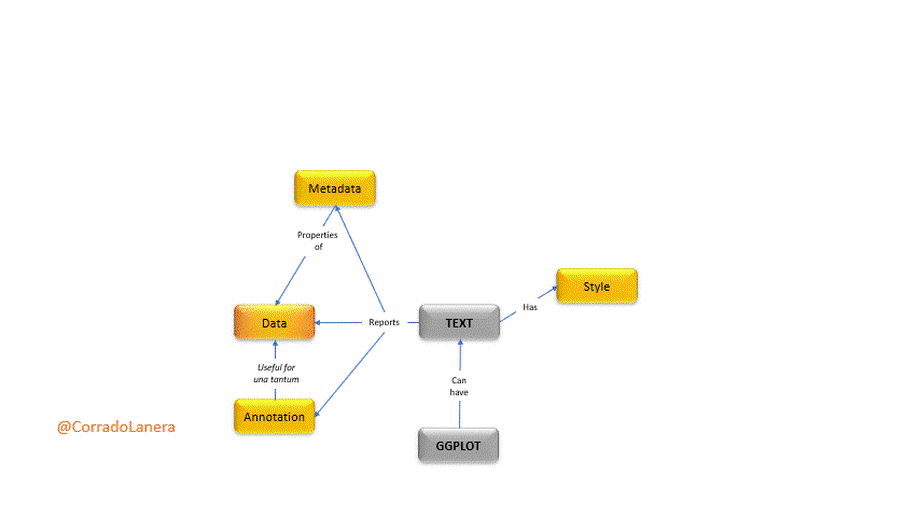 Metadata
Properties
of
Style
Has
Data
Reports
TEXT
Useful for
una tantum
Can
have
Annotation
@CorradoLanera
GGPLOT